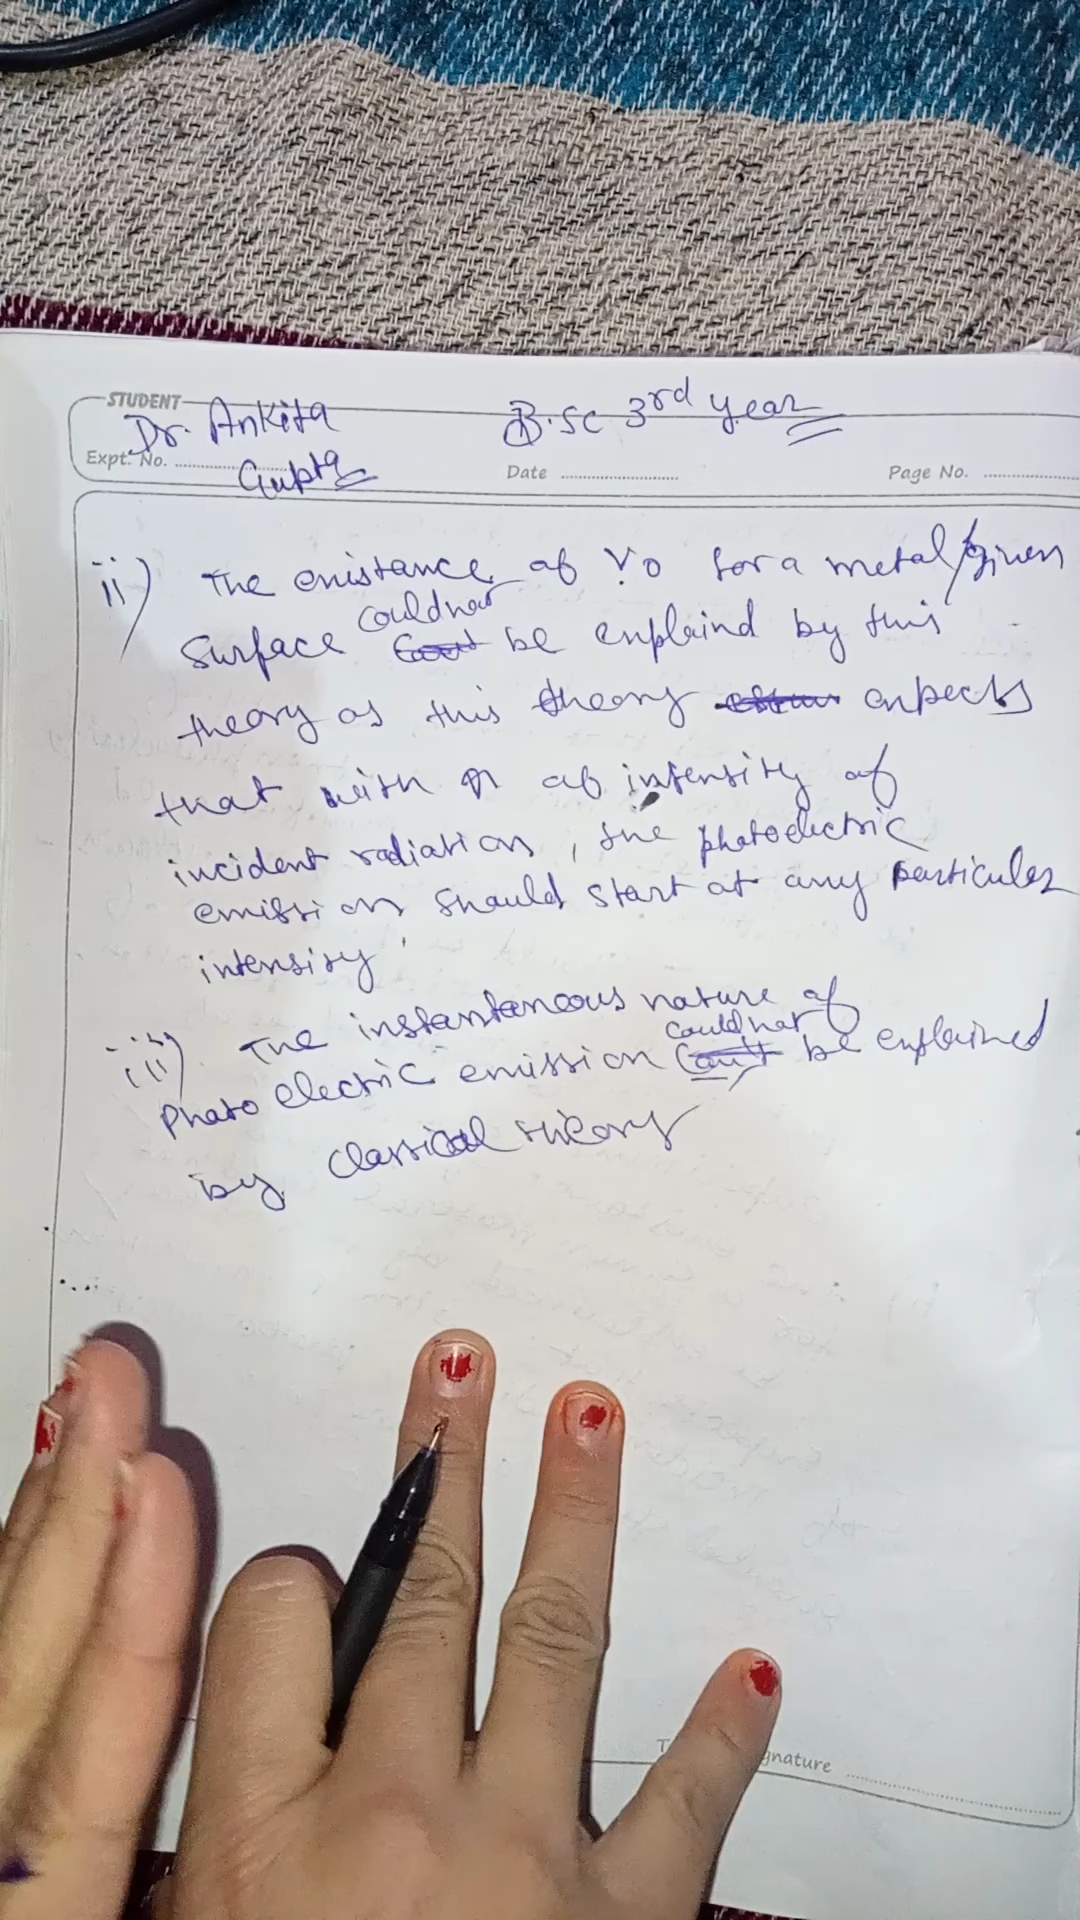 STUDENT
Dr. Ankita B.sc 3rd year
Expt. No. Gupta Date Page No.
ii) The existance of ν0 for a metal/given
surface could not be explaind by this
theory as this theory expects
that with ↑ of intensity of
incident radiation, the photoelectric
emission should start at any particular
intensity
iii) The instantaneous nature of
photo electric emission could not be explained
by classical theory
gnature